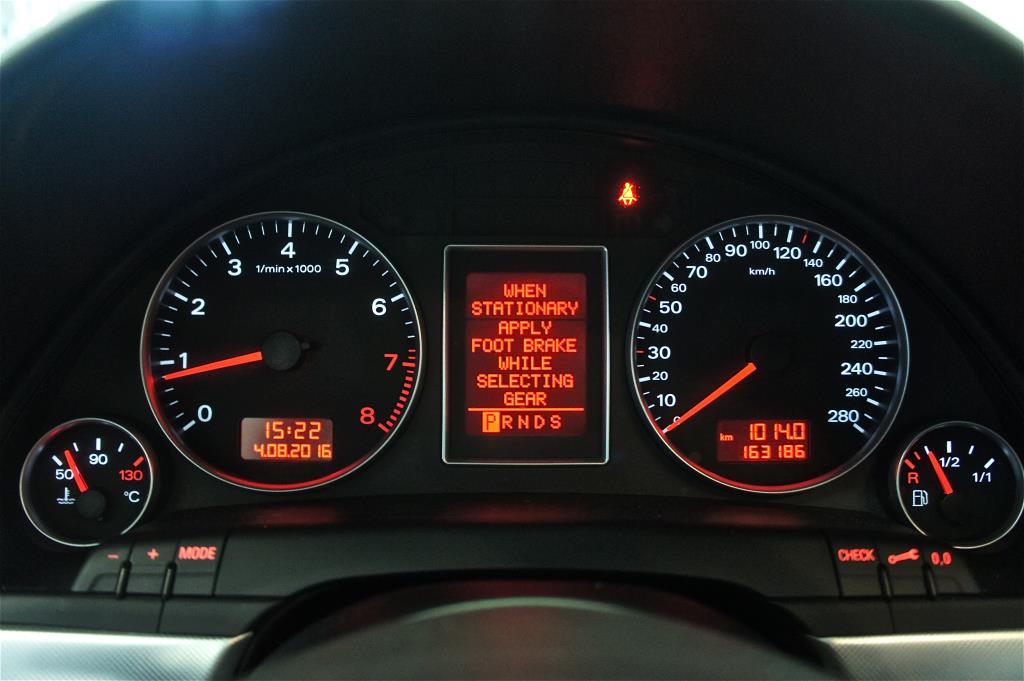 4
1/min x 1000
3
5
2
6
1
7
0
8
15:22
4.08.2016
50
90
130
°C
WHEN
STATIONARY
APPLY
FOOT BRAKE
WHILE
SELECTING
GEAR
PRNDS
100
90
120
80
140
70
km/h
160
60
180
50
200
40
220
30
240
20
260
10
280
0
km 1014.0
163186
R
1/2
1/1
- + MODE
CHECK 0,0